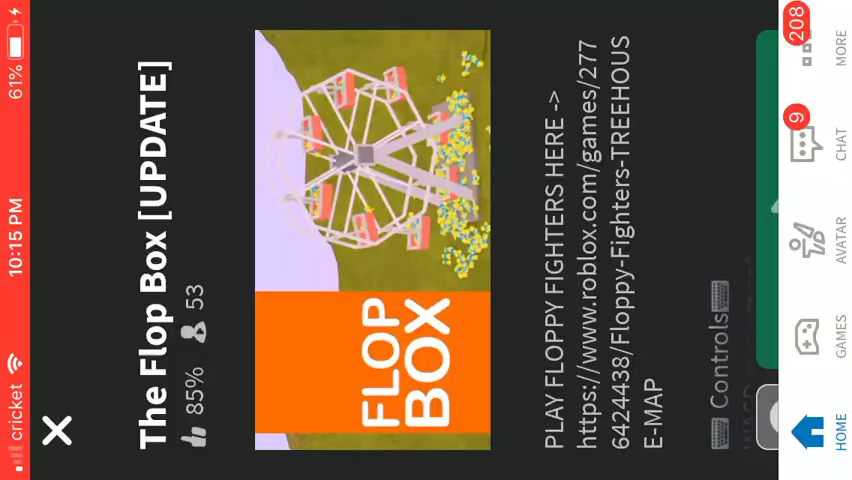 cricket 10:15 PM 61%
The Flop Box [UPDATE]
85% 53
FLOP
BOX
PLAY FLOPPY FIGHTERS HERE ->
https://www.roblox.com/games/277
6424438/Floppy-Fighters-TREEHOUS
E-MAP
Controls
HOME GAMES AVATAR CHAT MORE
9 208